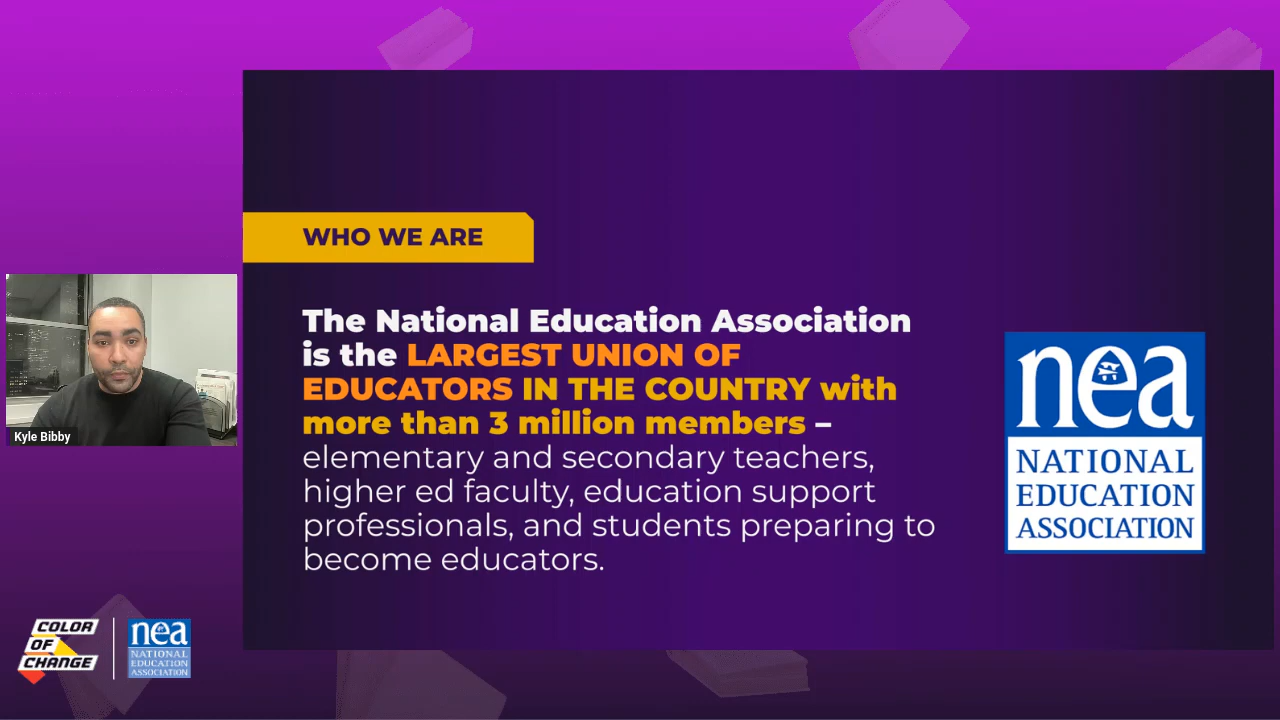 WHO WE ARE
The National Education Association
is the LARGEST UNION OF
EDUCATORS IN THE COUNTRY with
more than 3 million members –
elementary and secondary teachers,
higher ed faculty, education support
professionals, and students preparing to
become educators.
nea
NATIONAL
EDUCATION
ASSOCIATION
Kyle Bibby
COLOR
OF
CHANGE
nea
NATIONAL
EDUCATION
ASSOCIATION